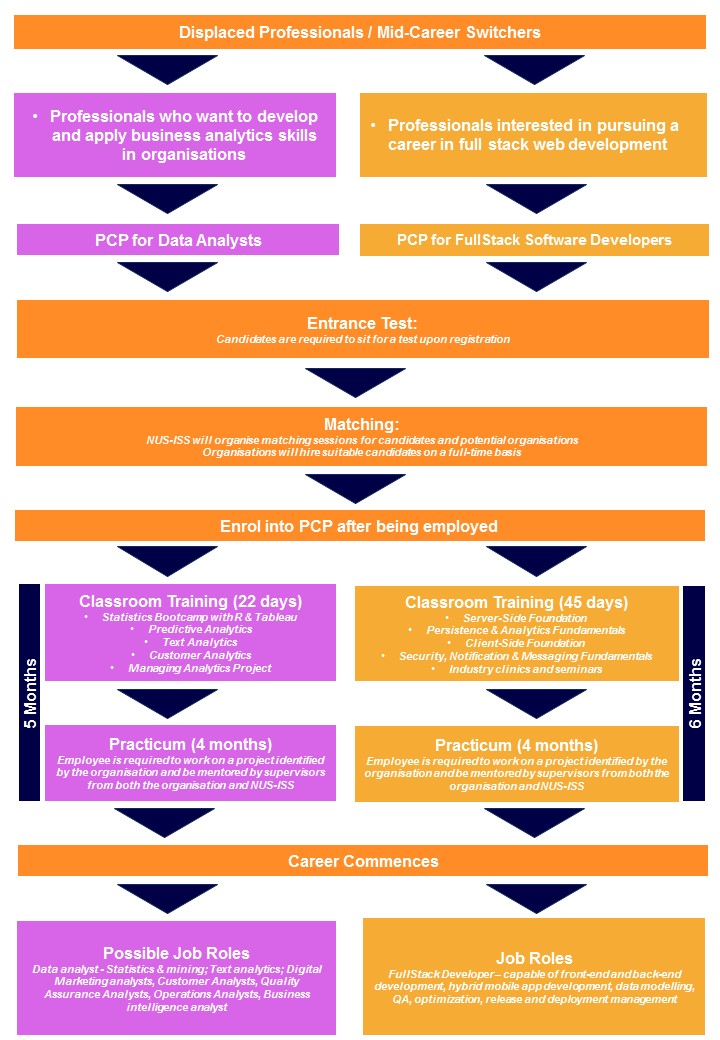 Displaced Professionals / Mid-Career Switchers
• Professionals who want to develop
and apply business analytics skills
in organisations
• Professionals interested in pursuing a
career in full stack web development
PCP for Data Analysts
PCP for FullStack Software Developers
Entrance Test:
Candidates are required to sit for a test upon registration
Matching:
NUS-ISS will organise matching sessions for candidates and potential organisations
Organisations will hire suitable candidates on a full-time basis
Enrol into PCP after being employed
5 Months
Classroom Training (22 days)
• Statistics Bootcamp with R & Tableau
• Predictive Analytics
• Text Analytics
• Customer Analytics
• Managing Analytics Project
Classroom Training (45 days)
• Server-Side Foundation
• Persistence & Analytics Fundamentals
• Client-Side Foundation
• Security, Notification & Messaging Fundamentals
• Industry clinics and seminars
6 Months
Practicum (4 months)
Employee is required to work on a project identified
by the organisation and be mentored by supervisors
from both the organisation and NUS-ISS
Practicum (4 months)
Employee is required to work on a project identified by the
organisation and be mentored by supervisors from both the
organisation and NUS-ISS
Career Commences
Possible Job Roles
Data analyst - Statistics & mining; Text analytics; Digital
Marketing analysts, Customer Analysts, Quality
Assurance Analysts, Operations Analysts, Business
intelligence analyst
Job Roles
FullStack Developer – capable of front-end and back-end
development, hybrid mobile app development, data modelling,
QA, optimization, release and deployment management